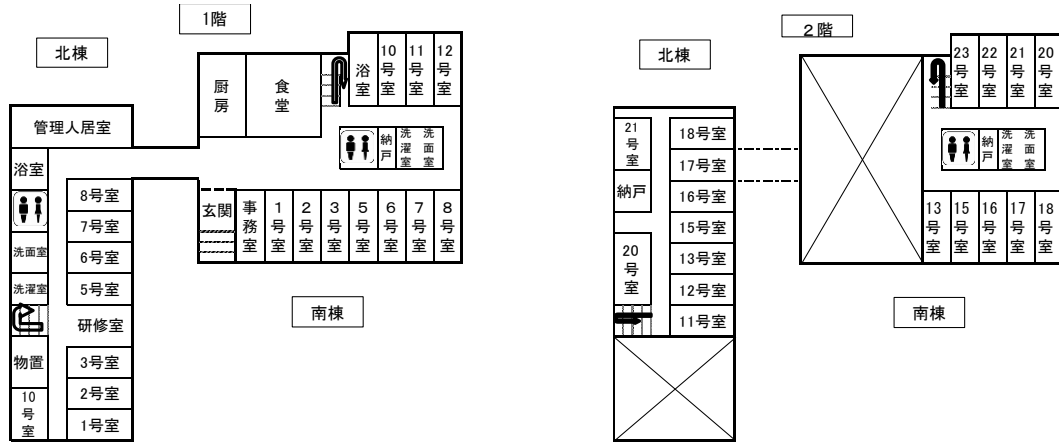 1階
北棟
管理人居室
浴室
洗面室
洗濯室
物置
10号室
8号室
7号室
6号室
5号室
研修室
3号室
2号室
1号室
厨房
食堂
浴室
10号室
11号室
12号室
納戸
洗濯室
洗面室
玄関
事務室
1号室
2号室
3号室
5号室
6号室
7号室
8号室
南棟
2階
北棟
21号室
納戸
20号室
18号室
17号室
16号室
15号室
13号室
12号室
11号室
23号室
22号室
21号室
20号室
納戸
洗濯室
洗面室
13号室
15号室
16号室
17号室
18号室
南棟